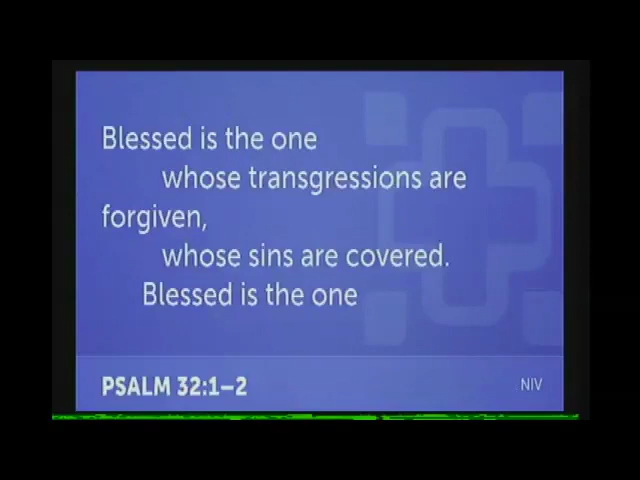 Blessed is the one
whose transgressions are
forgiven,
whose sins are covered.
Blessed is the one
PSALM 32:1–2
NIV